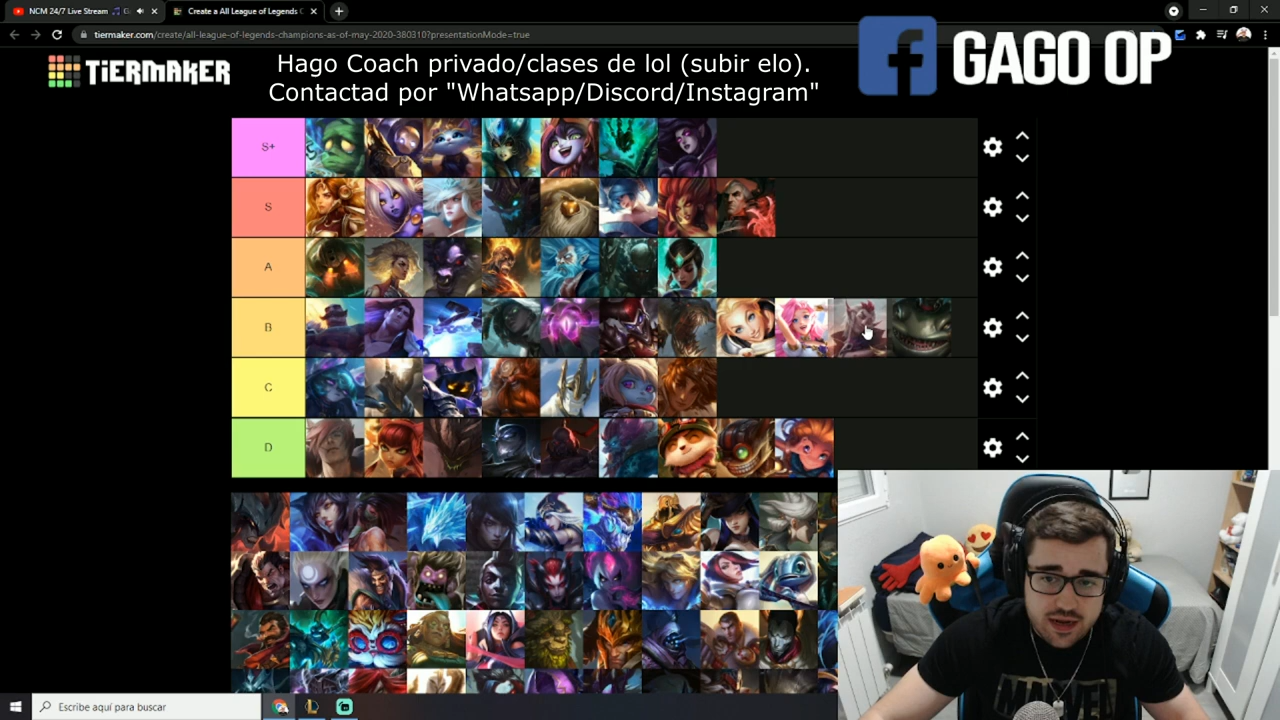 NCM 24/7 Live Stream
Create a All League of Legends C
tiermaker.com/create/all-league-of-legends-champions-as-of-may-2020-380310?presentationMode=true
TiERMAKER
Hago Coach privado/clases de lol (subir elo).
Contactad por "Whatsapp/Discord/Instagram"
f GAGO OP
S+
S
A
B
C
D
Escribe aquí para buscar